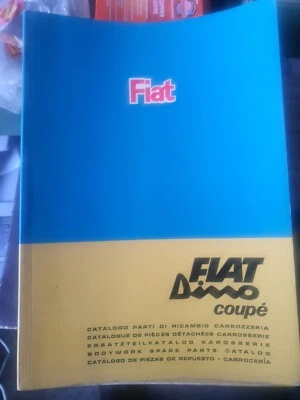 Fiat
FIAT
Dino
coupé
CATALOGO PARTI DI RICAMBIO CARROZZERIA
CATALOGUE DE PIÈCES DÉTACHÉES CARROSSERIE
ERSATZTEILKATALOG KAROSSERIE
BODYWORK SPARE PARTS CATALOG
CATÁLOGO DE PIEZAS DE REPUESTO - CARROCERÍA